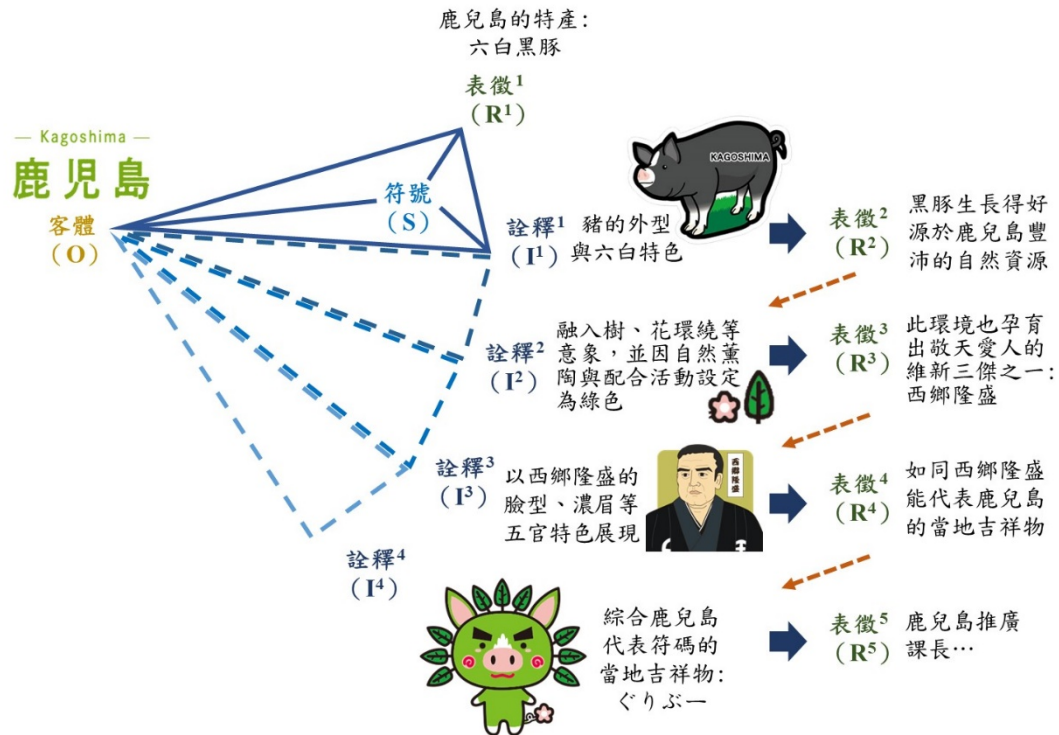 鹿兒島的特產:
六白黑豚
表徵¹
(R¹)
— Kagoshima —
鹿児島
客體
(O)
符號
(S)
KAGOSHIMA
詮釋¹
(I¹)
豬的外型
與六白特色
表徵²
(R²)
黑豚生長得好
源於鹿兒島豐
沛的自然資源
詮釋²
(I²)
融入樹、花環繞等
意象，並因自然薰
陶與配合活動設定
為綠色
表徵³
(R³)
此環境也孕育
出敬天愛人的
維新三傑之一:
西鄉隆盛
詮釋³
(I³)
以西鄉隆盛的
臉型、濃眉等
五官特色展現
西郷隆盛
表徵⁴
(R⁴)
如同西鄉隆盛
能代表鹿兒島
的當地吉祥物
詮釋⁴
(I⁴)
綜合鹿兒島
代表符碼的
當地吉祥物:
ぐりぶー
表徵⁵
(R⁵)
鹿兒島推廣
課長…